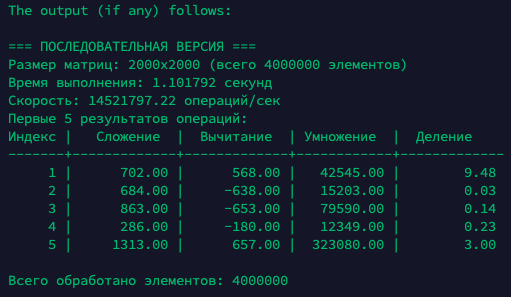 The output (if any) follows:
=== ПОСЛЕДОВАТЕЛЬНАЯ ВЕРСИЯ ===
Размер матриц: 2000x2000 (всего 4000000 элементов)
Время выполнения: 1.101792 секунд
Скорость: 14521797.22 операций/сек
Первые 5 результатов операций:
Индекс |   Сложение   |  Вычитание  | Умножение  |  Деление
-------+-------------+-------------+------------+-------------
     1 |      702.00 |      568.00 |   42545.00 |        9.48
     2 |      684.00 |     -638.00 |   15203.00 |        0.03
     3 |      863.00 |     -653.00 |   79590.00 |        0.14
     4 |      286.00 |     -180.00 |   12349.00 |        0.23
     5 |     1313.00 |      657.00 |  323080.00 |        3.00
Всего обработано элементов: 4000000